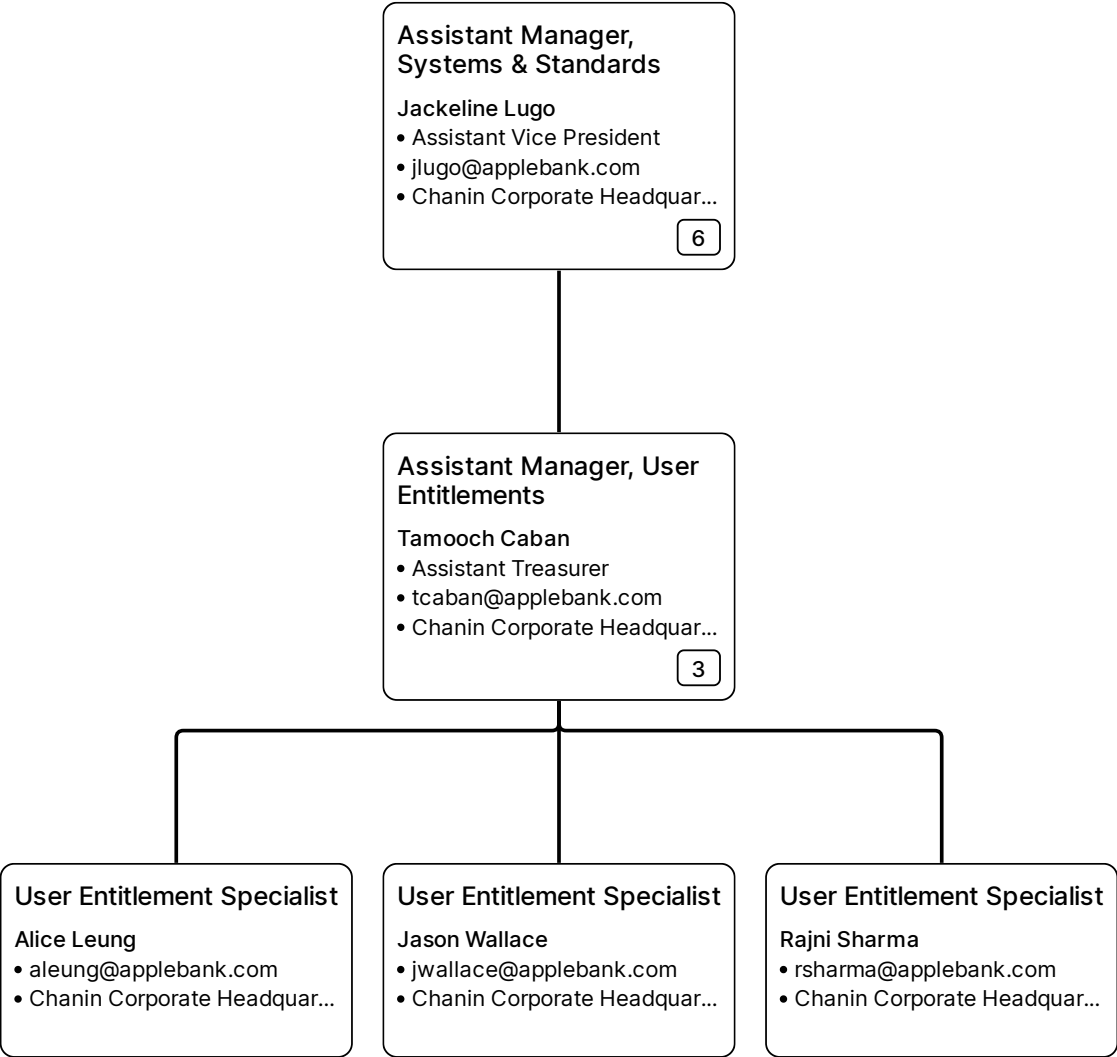 Assistant Manager,
Systems & Standards
Jackeline Lugo
• Assistant Vice President
• jlugo@applebank.com
• Chanin Corporate Headquar...
6
Assistant Manager, User
Entitlements
Tamooch Caban
• Assistant Treasurer
• tcaban@applebank.com
• Chanin Corporate Headquar...
3
User Entitlement Specialist
Alice Leung
• aleung@applebank.com
• Chanin Corporate Headquar...
User Entitlement Specialist
Jason Wallace
• jwallace@applebank.com
• Chanin Corporate Headquar...
User Entitlement Specialist
Rajni Sharma
• rsharma@applebank.com
• Chanin Corporate Headquar...